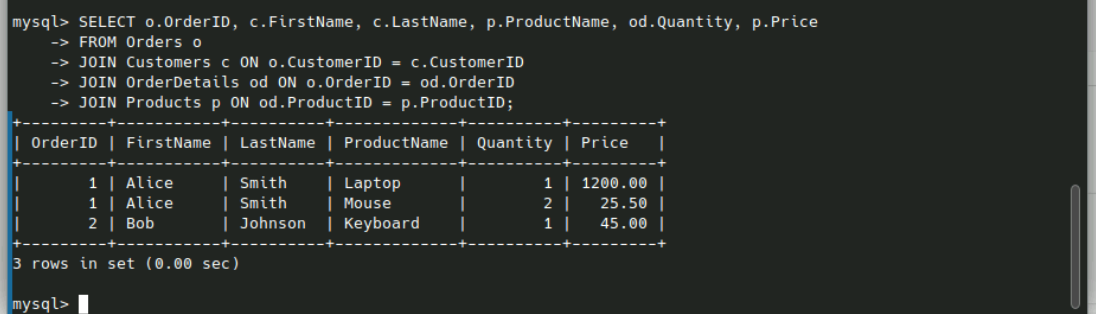 mysql> SELECT o.OrderID, c.FirstName, c.LastName, p.ProductName, od.Quantity, p.Price
    -> FROM Orders o
    -> JOIN Customers c ON o.CustomerID = c.CustomerID
    -> JOIN OrderDetails od ON o.OrderID = od.OrderID
    -> JOIN Products p ON od.ProductID = p.ProductID;
+---------+-----------+----------+-------------+----------+---------+
| OrderID | FirstName | LastName | ProductName | Quantity | Price   |
+---------+-----------+----------+-------------+----------+---------+
|       1 | Alice     | Smith    | Laptop      |        1 | 1200.00 |
|       1 | Alice     | Smith    | Mouse       |        2 |   25.50 |
|       2 | Bob       | Johnson  | Keyboard    |        1 |   45.00 |
+---------+-----------+----------+-------------+----------+---------+
3 rows in set (0.00 sec)

mysql>